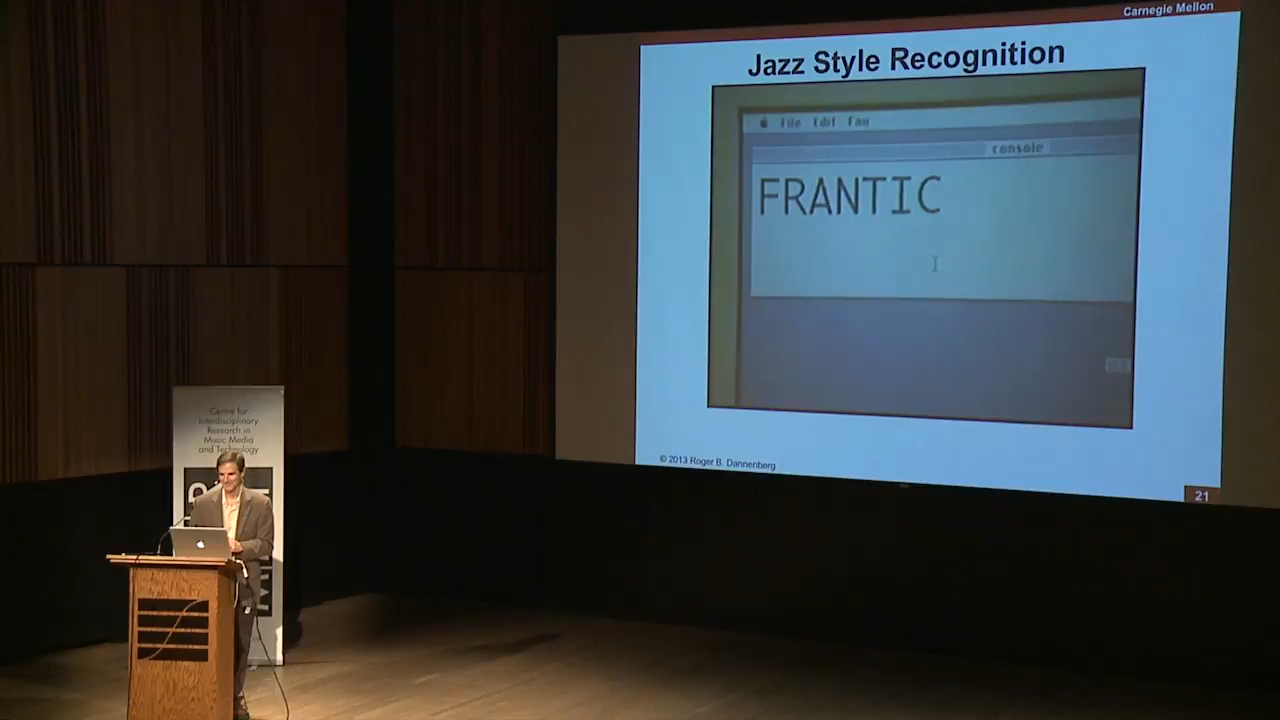 Carnegie Mellon
Jazz Style Recognition
File Edit Fax
console
FRANTIC
© 2013 Roger B. Dannenberg
21
Centre for
Interdisciplinary
Research in
Music Media
and Technology